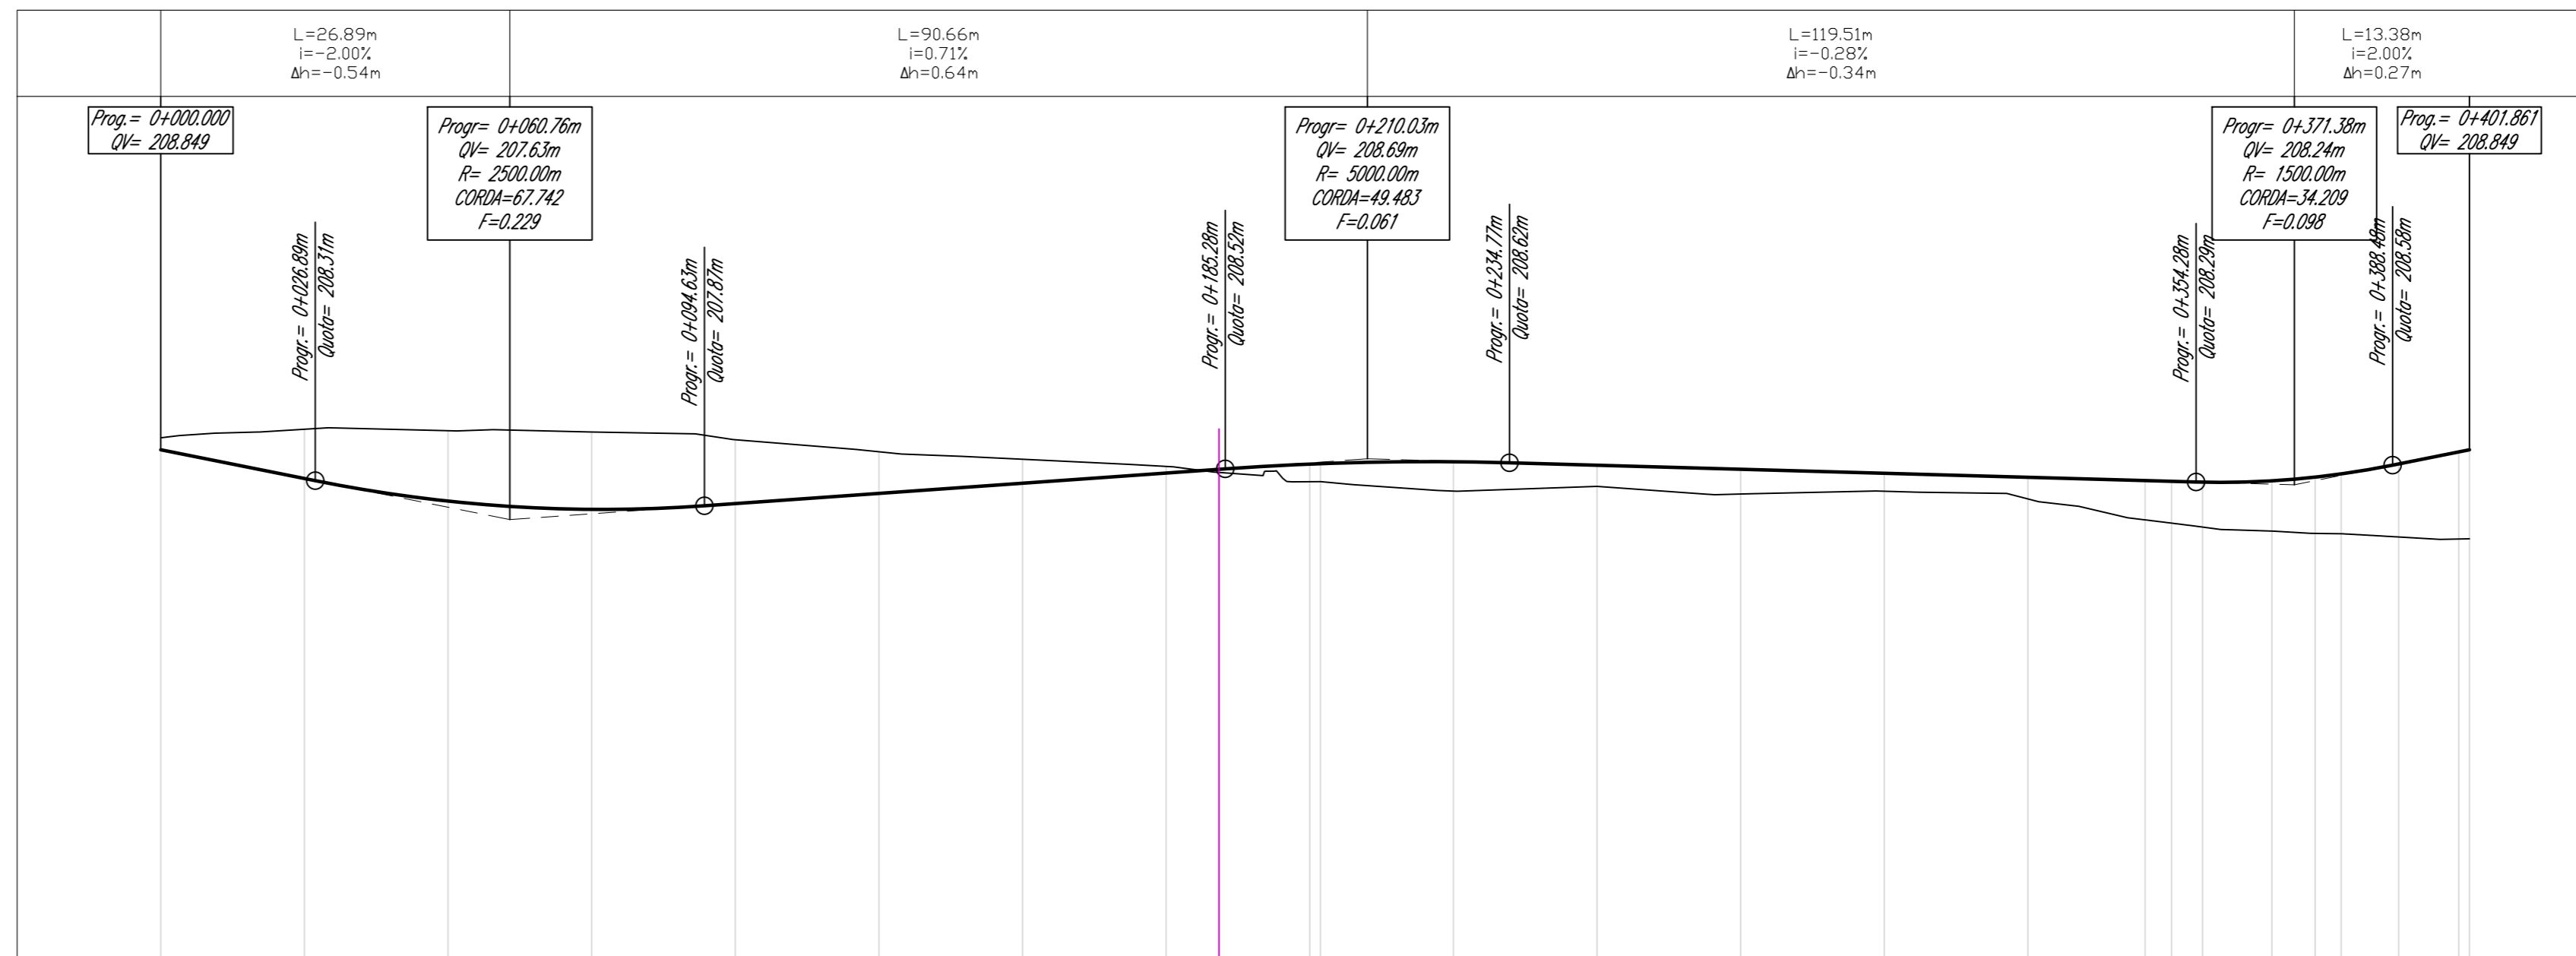 L=26.89m
i=-2.00%
Δh=-0.54m
L=90.66m
i=0.71%
Δh=0.64m
L=119.51m
i=-0.28%
Δh=-0.34m
L=13.38m
i=2.00%
Δh=0.27m
Prog.= 0+000.000
QV= 208.849
Progr= 0+060.76m
QV= 207.63m
R= 2500.00m
CORDA=67.742
F=0.229
Progr= 0+210.03m
QV= 208.69m
R= 5000.00m
CORDA=49.483
F=0.061
Progr= 0+371.38m
QV= 208.24m
R= 1500.00m
CORDA=34.209
F=0.098
Prog.= 0+401.861
QV= 208.849
Progr.= 0+026.89m
Quota= 208.31m
Progr.= 0+094.63m
Quota= 207.87m
Progr.= 0+185.28m
Quota= 208.52m
Progr.= 0+234.77m
Quota= 208.62m
Progr.= 0+354.28m
Quota= 208.29m
Progr.= 0+388.48m
Quota= 208.58m